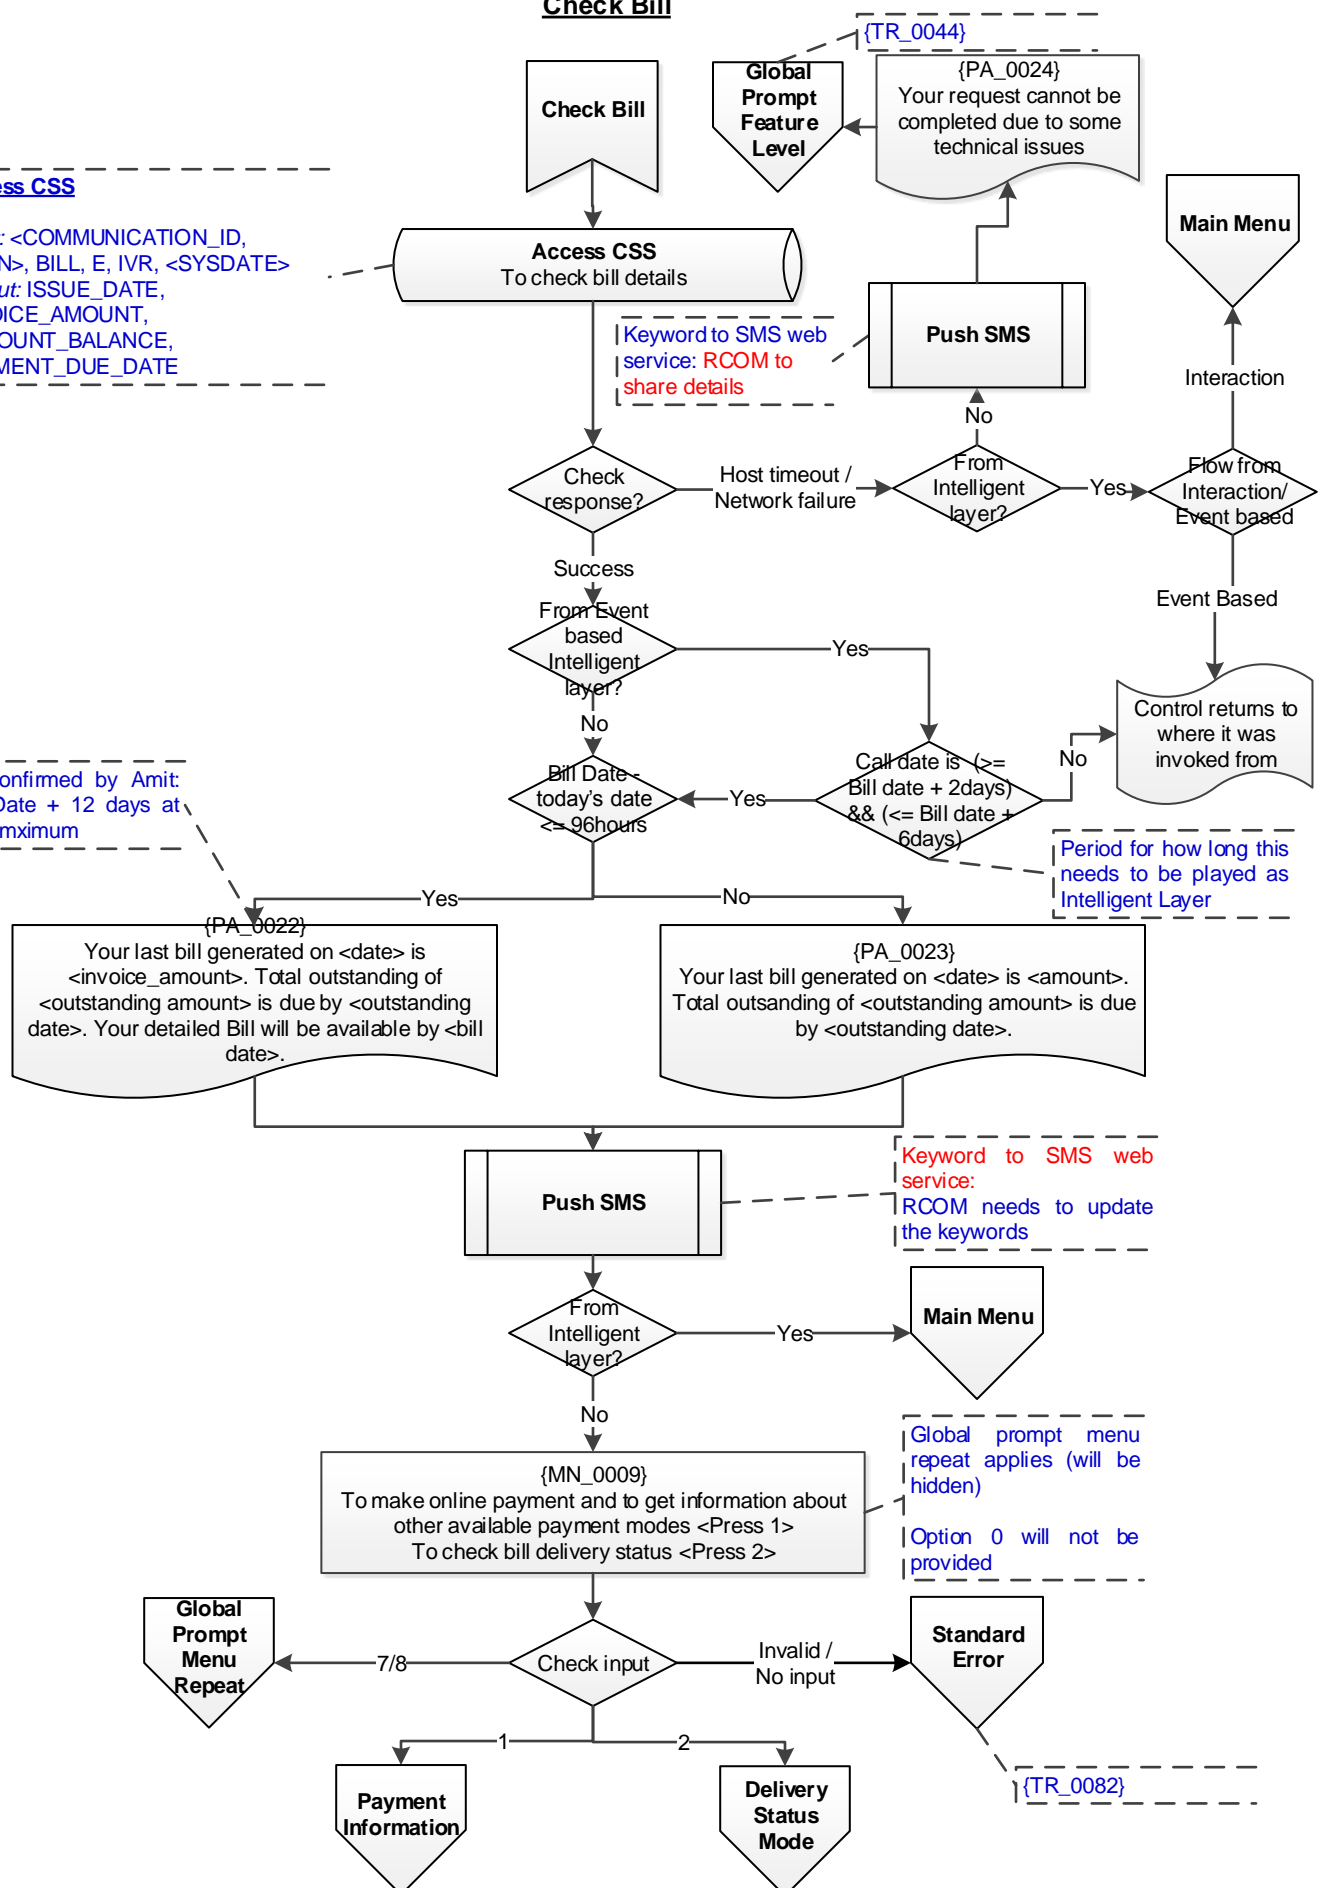 Check Bill
{TR_0044}
Check Bill
Global
Prompt
Feature
Level
{PA_0024}
Your request cannot be
completed due to some
technical issues
Main Menu
CSS
<COMMUNICATION_ID,
BILL, E, IVR, <SYSDATE>
ISSUE_DATE,
Access CSS
To check bill details
Keyword to SMS web
service: RCOM to
share details
Push SMS
Interaction
No
Check
response?
Host timeout /
Network failure
From
Intelligent
layer?
Yes
Flow from
Interaction/
Event based
Success
Event Based
From Event
based
Intelligent
layer?
Yes
No
Control returns to
where it was
invoked from
by Amit:
+ 12 days at
mximum
Bill Date -
today's date
<= 96hours
Yes
Call date is (>=
Bill date + 2days)
&& (<= Bill date +
6days)
No
Period for how long this
needs to be played as
Intelligent Layer
Yes
No
{PA_0022}
Your last bill generated on <date> is
<invoice_amount>. Total outstanding of
<outstanding amount> is due by <outstanding
date>. Your detailed Bill will be available by <bill
date>.
{PA_0023}
Your last bill generated on <date> is <amount>.
Total outsanding of <outstanding amount> is due
by <outstanding date>.
Push SMS
Keyword to SMS web
service:
RCOM needs to update
the keywords
From
Intelligent
layer?
Yes
Main Menu
No
{MN_0009}
To make online payment and to get information about
other available payment modes <Press 1>
To check bill delivery status <Press 2>
Global prompt menu
repeat applies (will be
hidden)
Option 0 will not be
provided
Global
Prompt
Menu
Repeat
7/8
Check input
Invalid /
No input
Standard
Error
1
2
Payment
Information
Delivery
Status
Mode
{TR_0082}